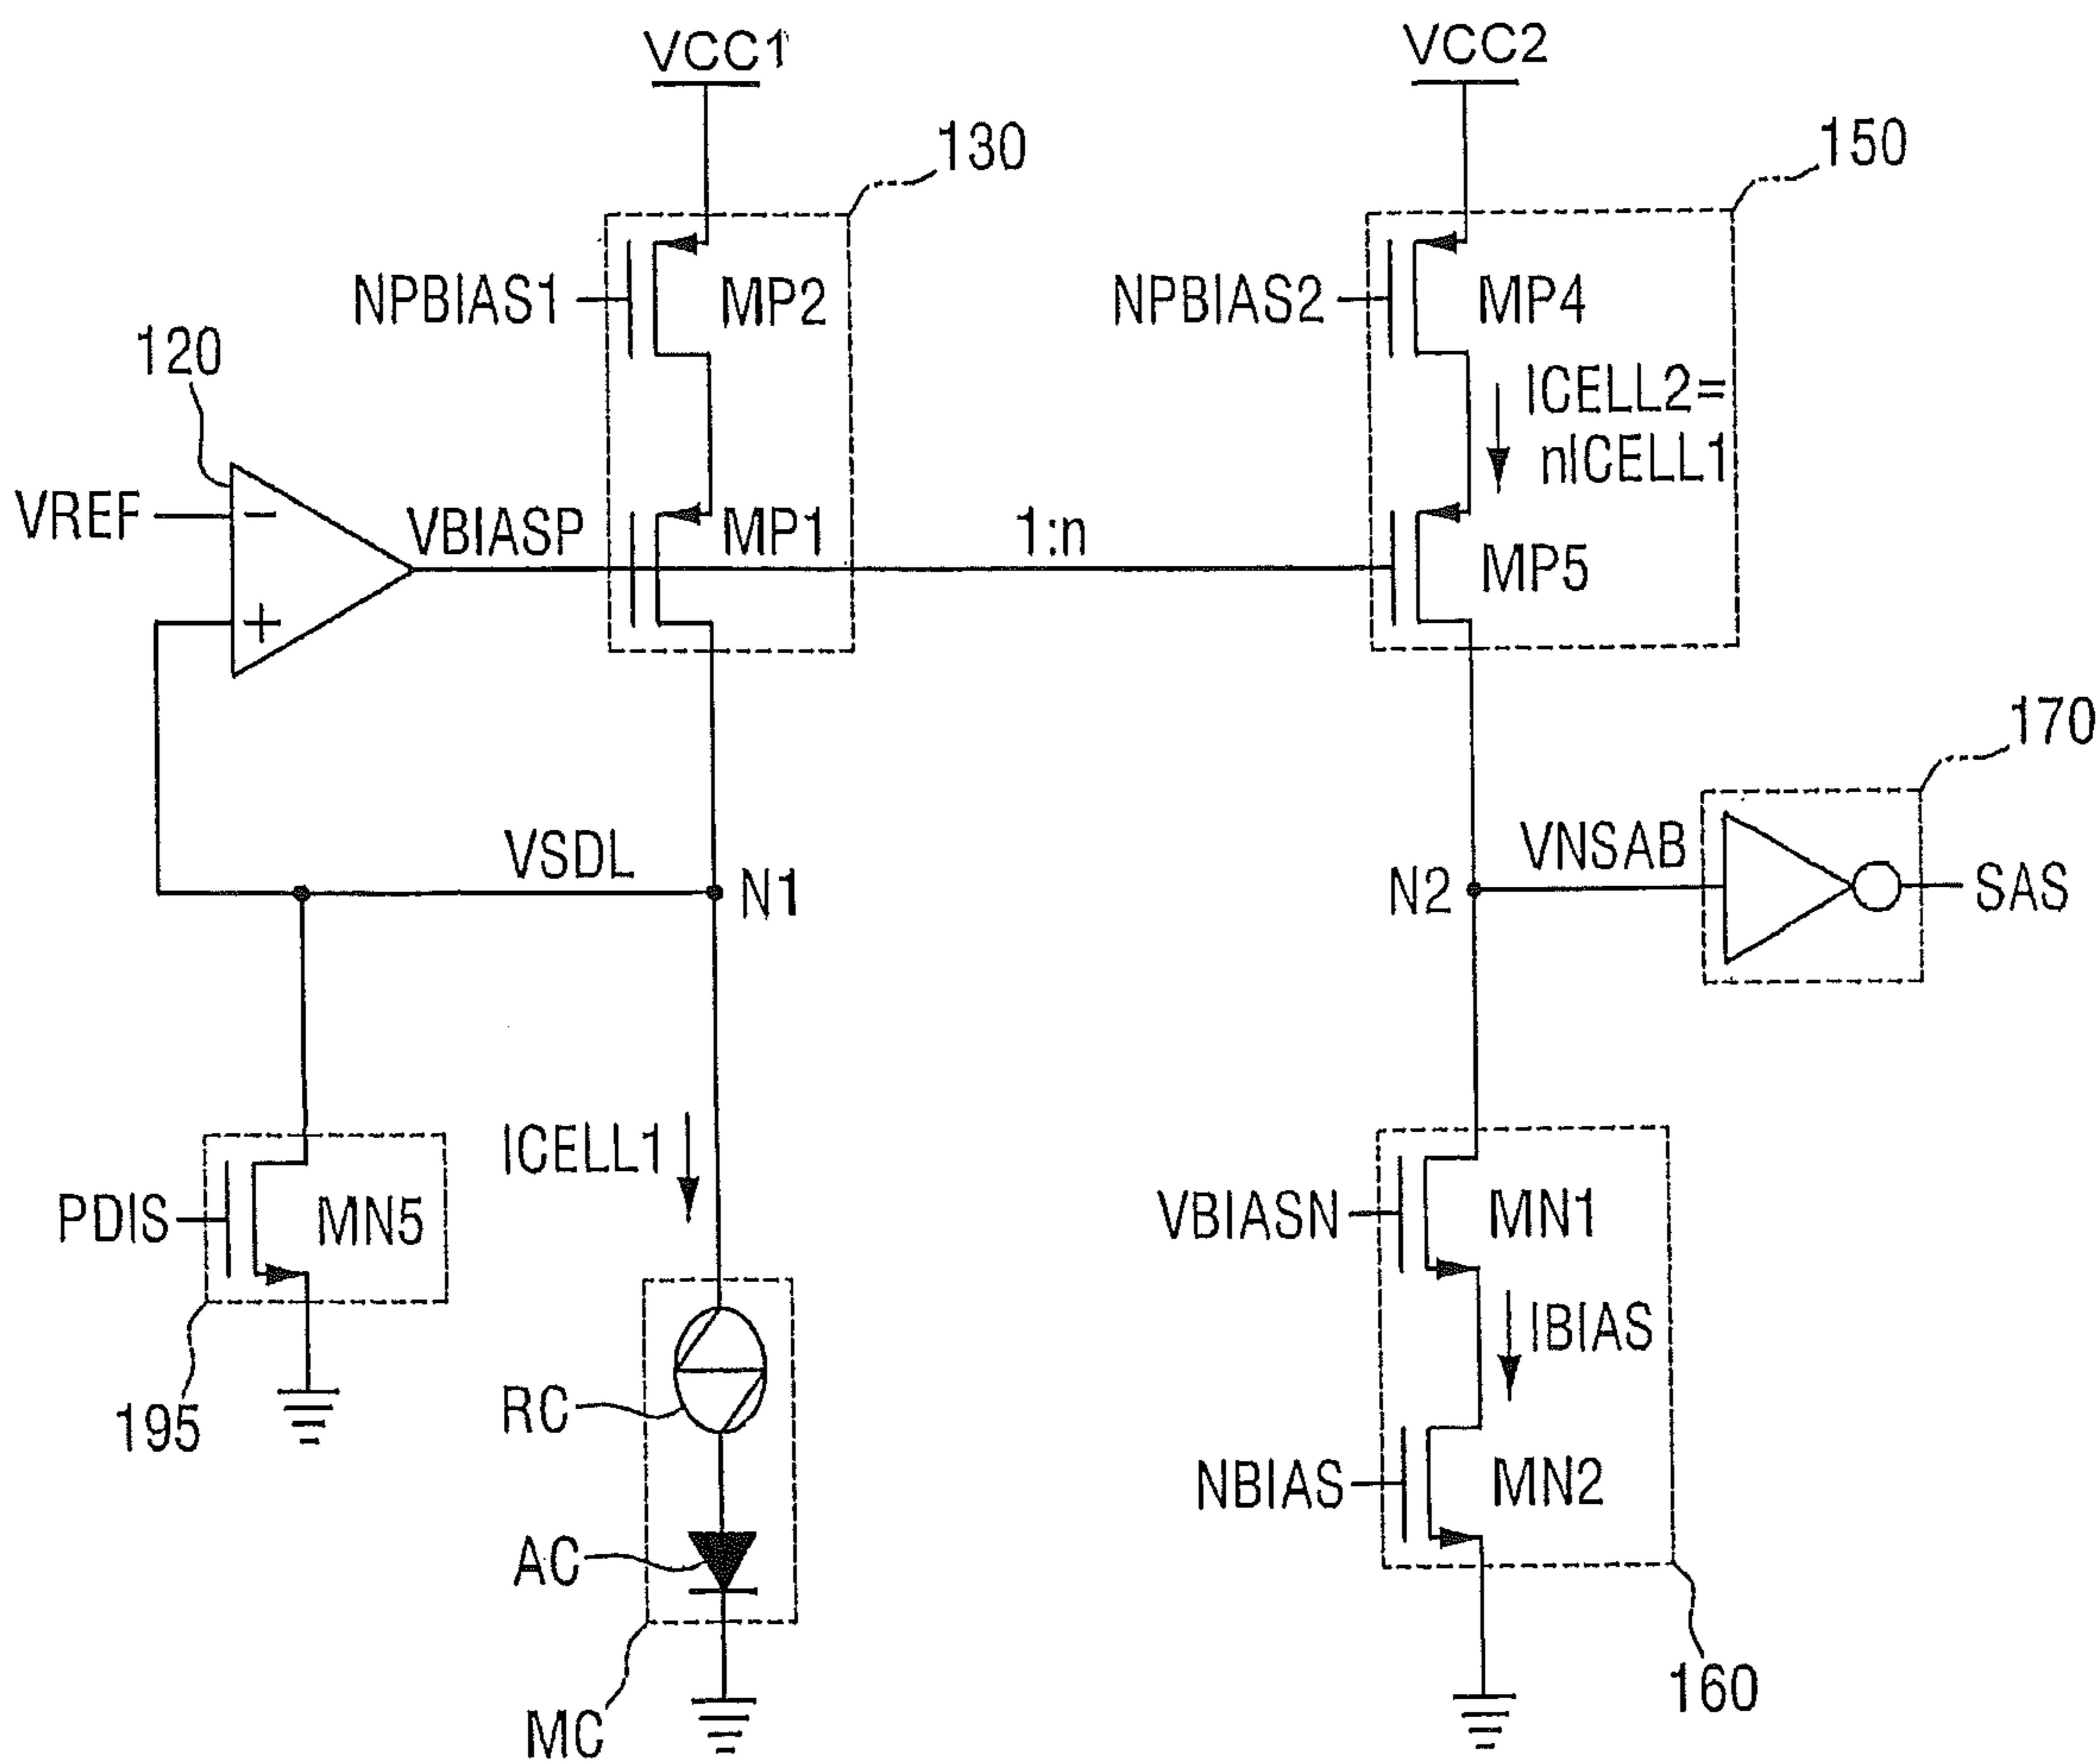 VCC1
VCC2
130
150
NPBIAS1
MP2
NPBIAS2
MP4
120
ICELL2=
nICELL1
VREF
−
VBIASP
MP1
1:n
MP5
+
170
VSDL
N1
N2
VNSAB
SAS
ICELL1
PDIS
MN5
VBIASN
MN1
IBIAS
195
RC
NBIAS
MN2
AC
160
MC